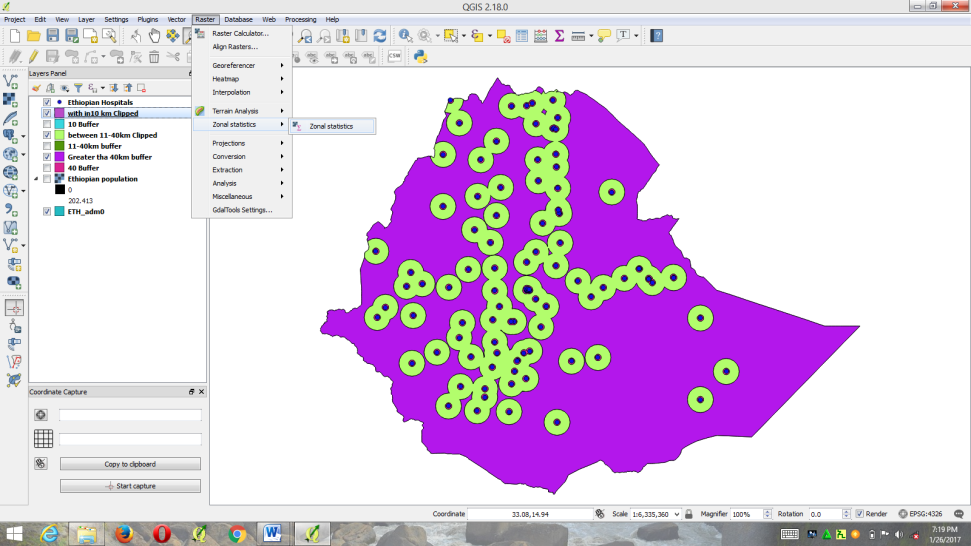 QGIS 2.18.0
Project Edit View Layer Settings Plugins Vector Raster Database Web Processing Help
Raster Calculator...
Align Rasters...
Georeferencer
Heatmap
Interpolation
Terrain Analysis
Zonal statistics
Zonal statistics
Projections
Conversion
Extraction
Analysis
Miscellaneous
GdalTools Settings...
CSW
Layers Panel
Ethiopian Hospitals
with in10 km Clipped
10 Buffer
between 11-40km Clipped
11-40km buffer
Greater tha 40km buffer
40 Buffer
Ethiopian population
0
202.413
ETH_adm0
Coordinate Capture
Copy to clipboard
Start capture
Coordinate 33.08,14.94 Scale 1:6,335,360 Magnifier 100% Rotation 0.0 Render EPSG:4326
7:19 PM
1/26/2017